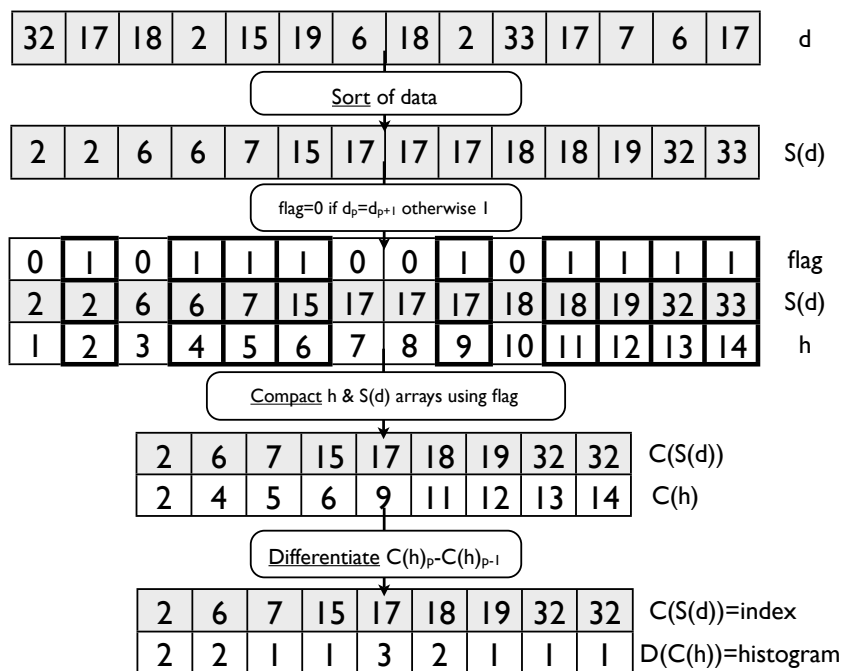 32 17 18 2 15 19 6 18 2 33 17 7 6 17 d
Sort of data
2 2 6 6 7 15 17 17 17 18 18 19 32 33 S(d)
flag=0 if dₚ=dₚ₊₁ otherwise 1
0 1 0 1 1 1 0 0 1 0 1 1 1 1 flag
2 2 6 6 7 15 17 17 17 18 18 19 32 33 S(d)
1 2 3 4 5 6 7 8 9 10 11 12 13 14 h
Compact h & S(d) arrays using flag
2 6 7 15 17 18 19 32 32 C(S(d))
2 4 5 6 9 11 12 13 14 C(h)
Differentiate C(h)ₚ-C(h)ₚ₋₁
2 6 7 15 17 18 19 32 32 C(S(d))=index
2 2 1 1 3 2 1 1 1 D(C(h))=histogram